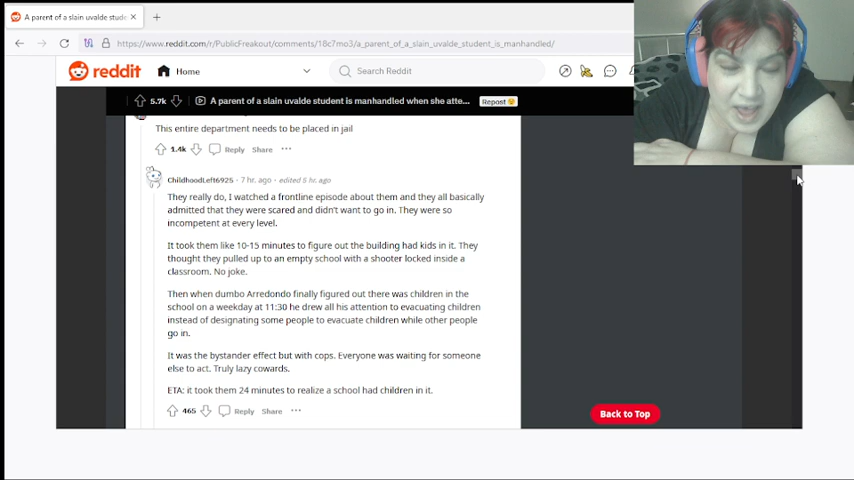 A parent of a slain uvalde stude
https://www.reddit.com/r/PublicFreakout/comments/18c7mo3/a_parent_of_a_slain_uvalde_student_is_manhandled/
reddit
Home
Search Reddit
5.7k
A parent of a slain uvalde student is manhandled when she atte...
Repost
This entire department needs to be placed in jail
1.4k Reply Share ...
ChildhoodLeft6925 · 7 hr. ago · edited 5 hr. ago
They really do, I watched a frontline episode about them and they all basically
admitted that they were scared and didn't want to go in. They were so
incompetent at every level.
It took them like 10-15 minutes to figure out the building had kids in it. They
thought they pulled up to an empty school with a shooter locked inside a
classroom. No joke.
Then when dumbo Arredondo finally figured out there was children in the
school on a weekday at 11:30 he drew all his attention to evacuating children
instead of designating some people to evacuate children while other people
go in.
It was the bystander effect but with cops. Everyone was waiting for someone
else to act. Truly lazy cowards.
ETA: it took them 24 minutes to realize a school had children in it.
465 Reply Share ...
Back to Top